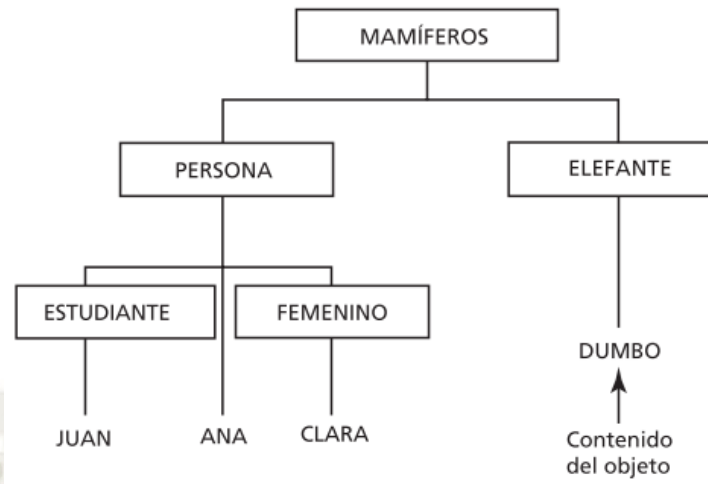 MAMÍFEROS
PERSONA
ELEFANTE
ESTUDIANTE
FEMENINO
DUMBO
JUAN
ANA
CLARA
Contenido
del objeto